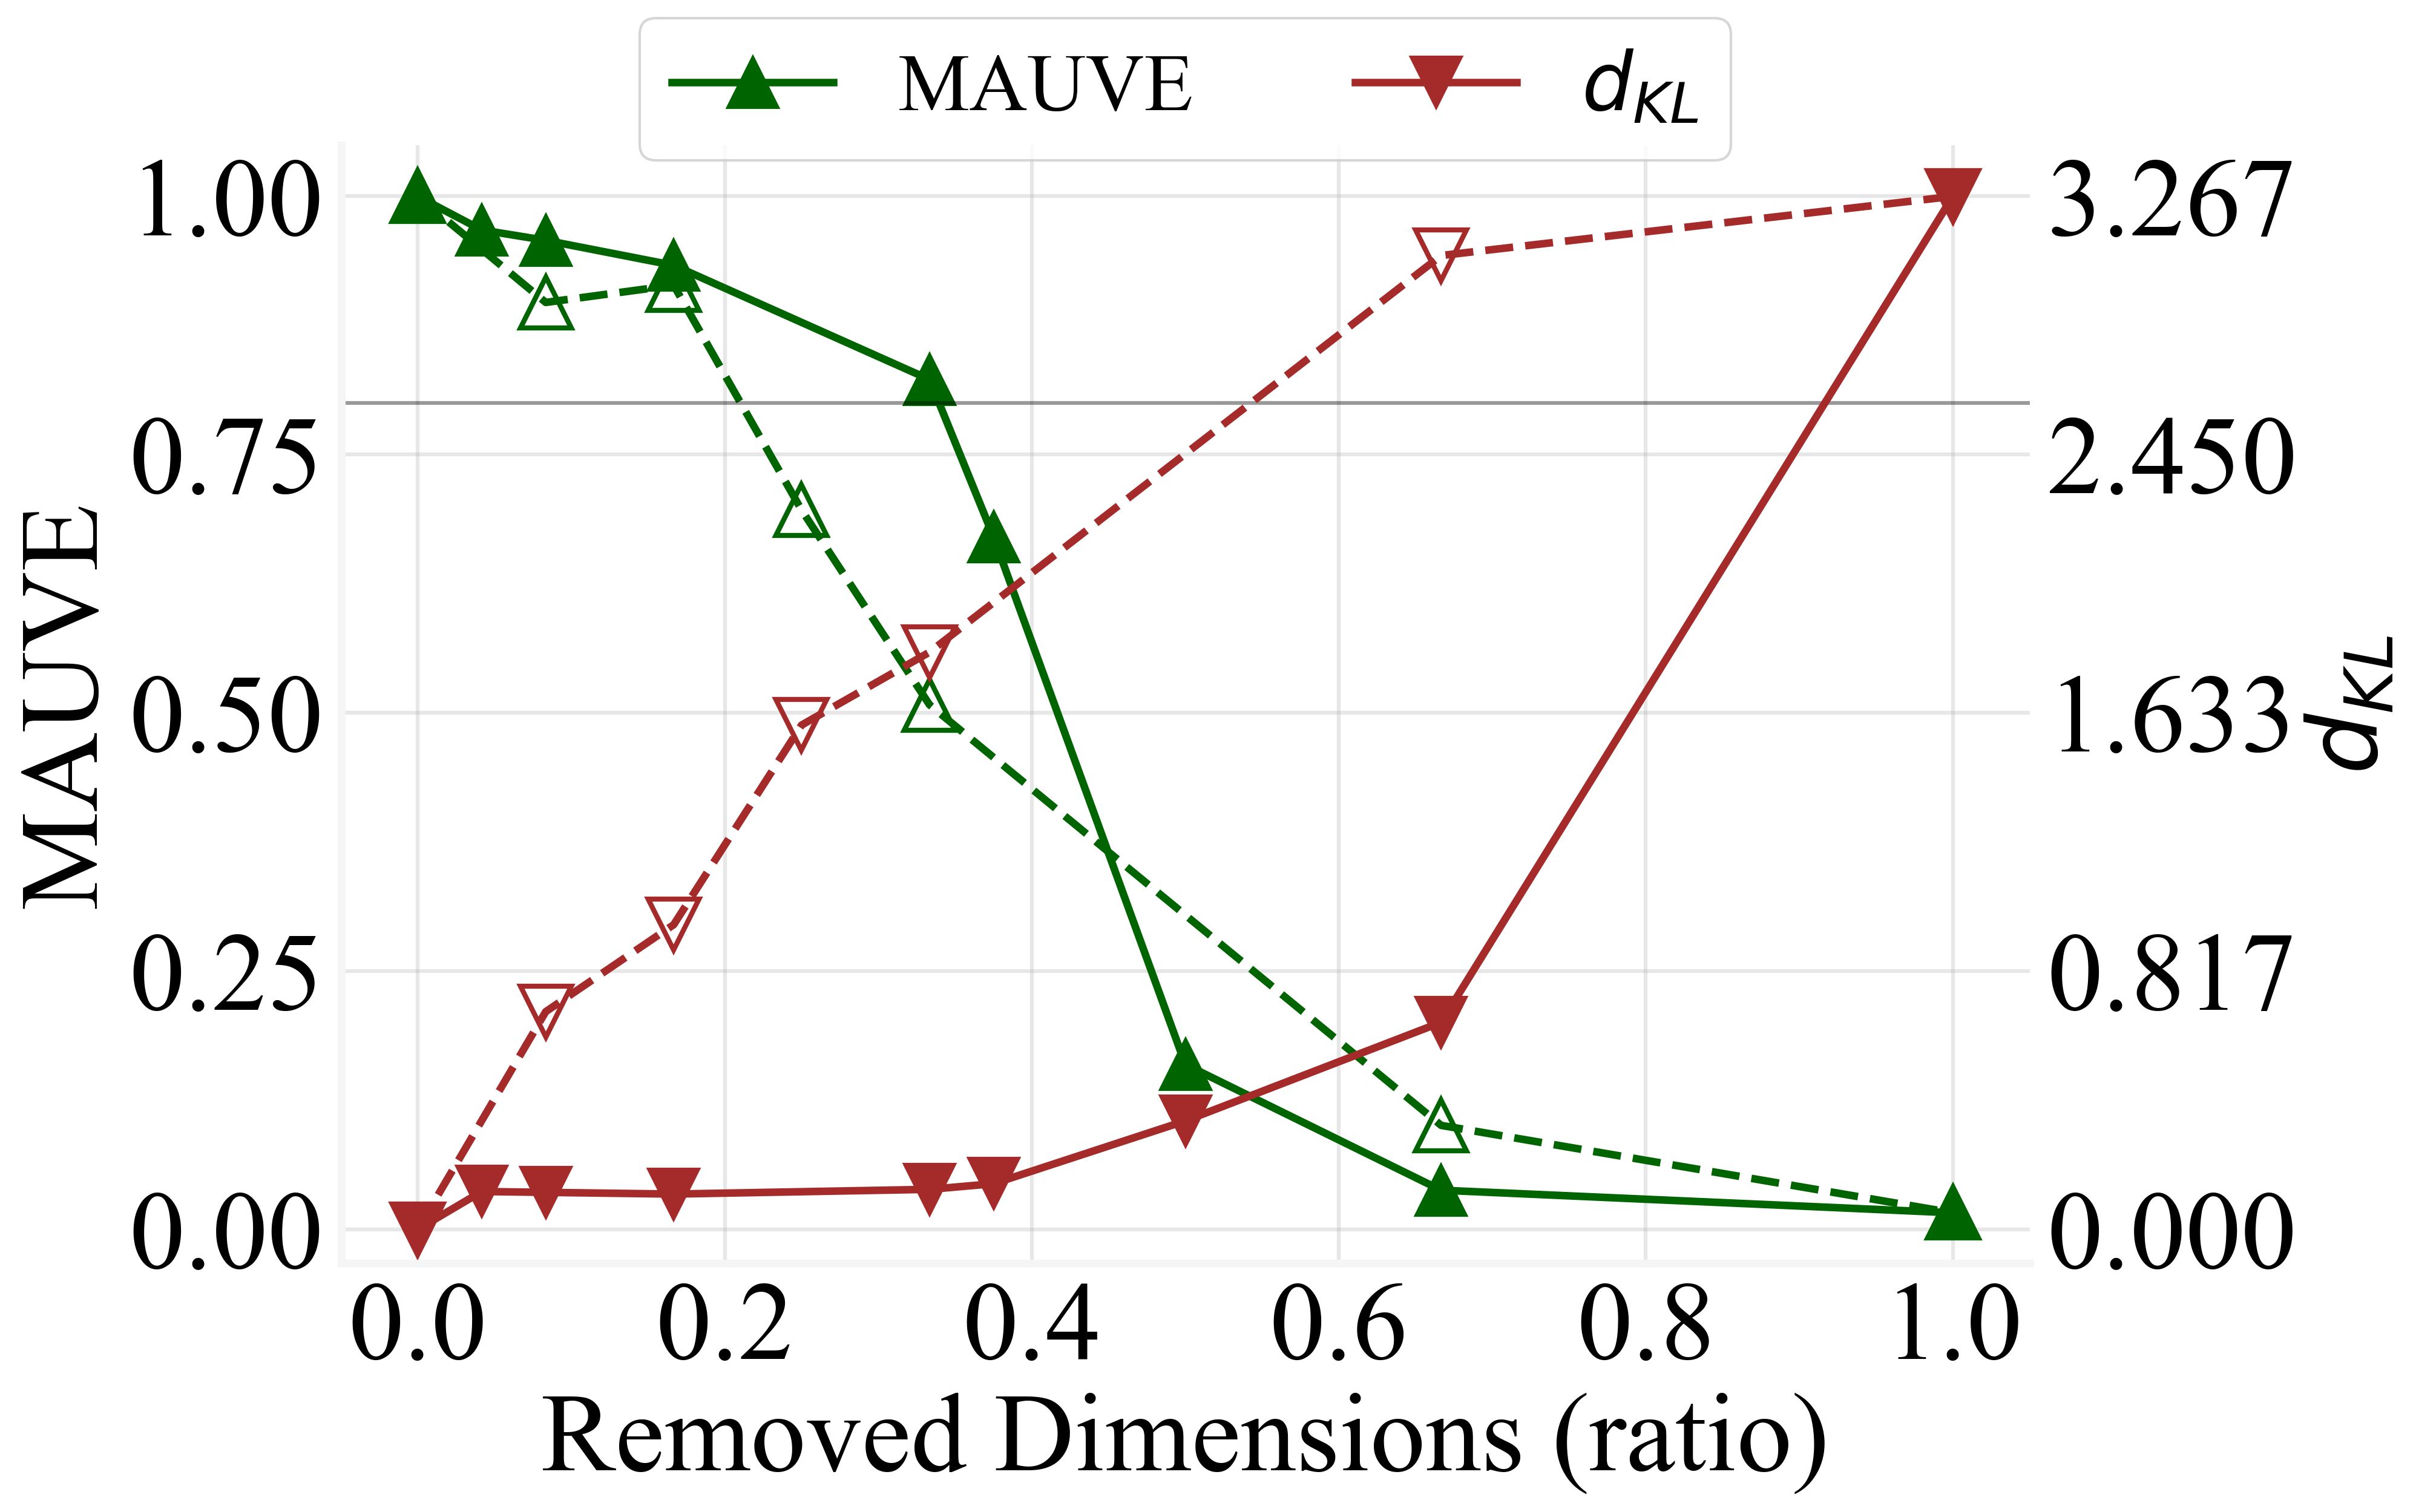 MAUVE d_KL
1.00
0.75
0.50
0.25
0.00
MAUVE
3.267
2.450
1.633
0.817
0.000
d_KL
0.0 0.2 0.4 0.6 0.8 1.0
Removed Dimensions (ratio)